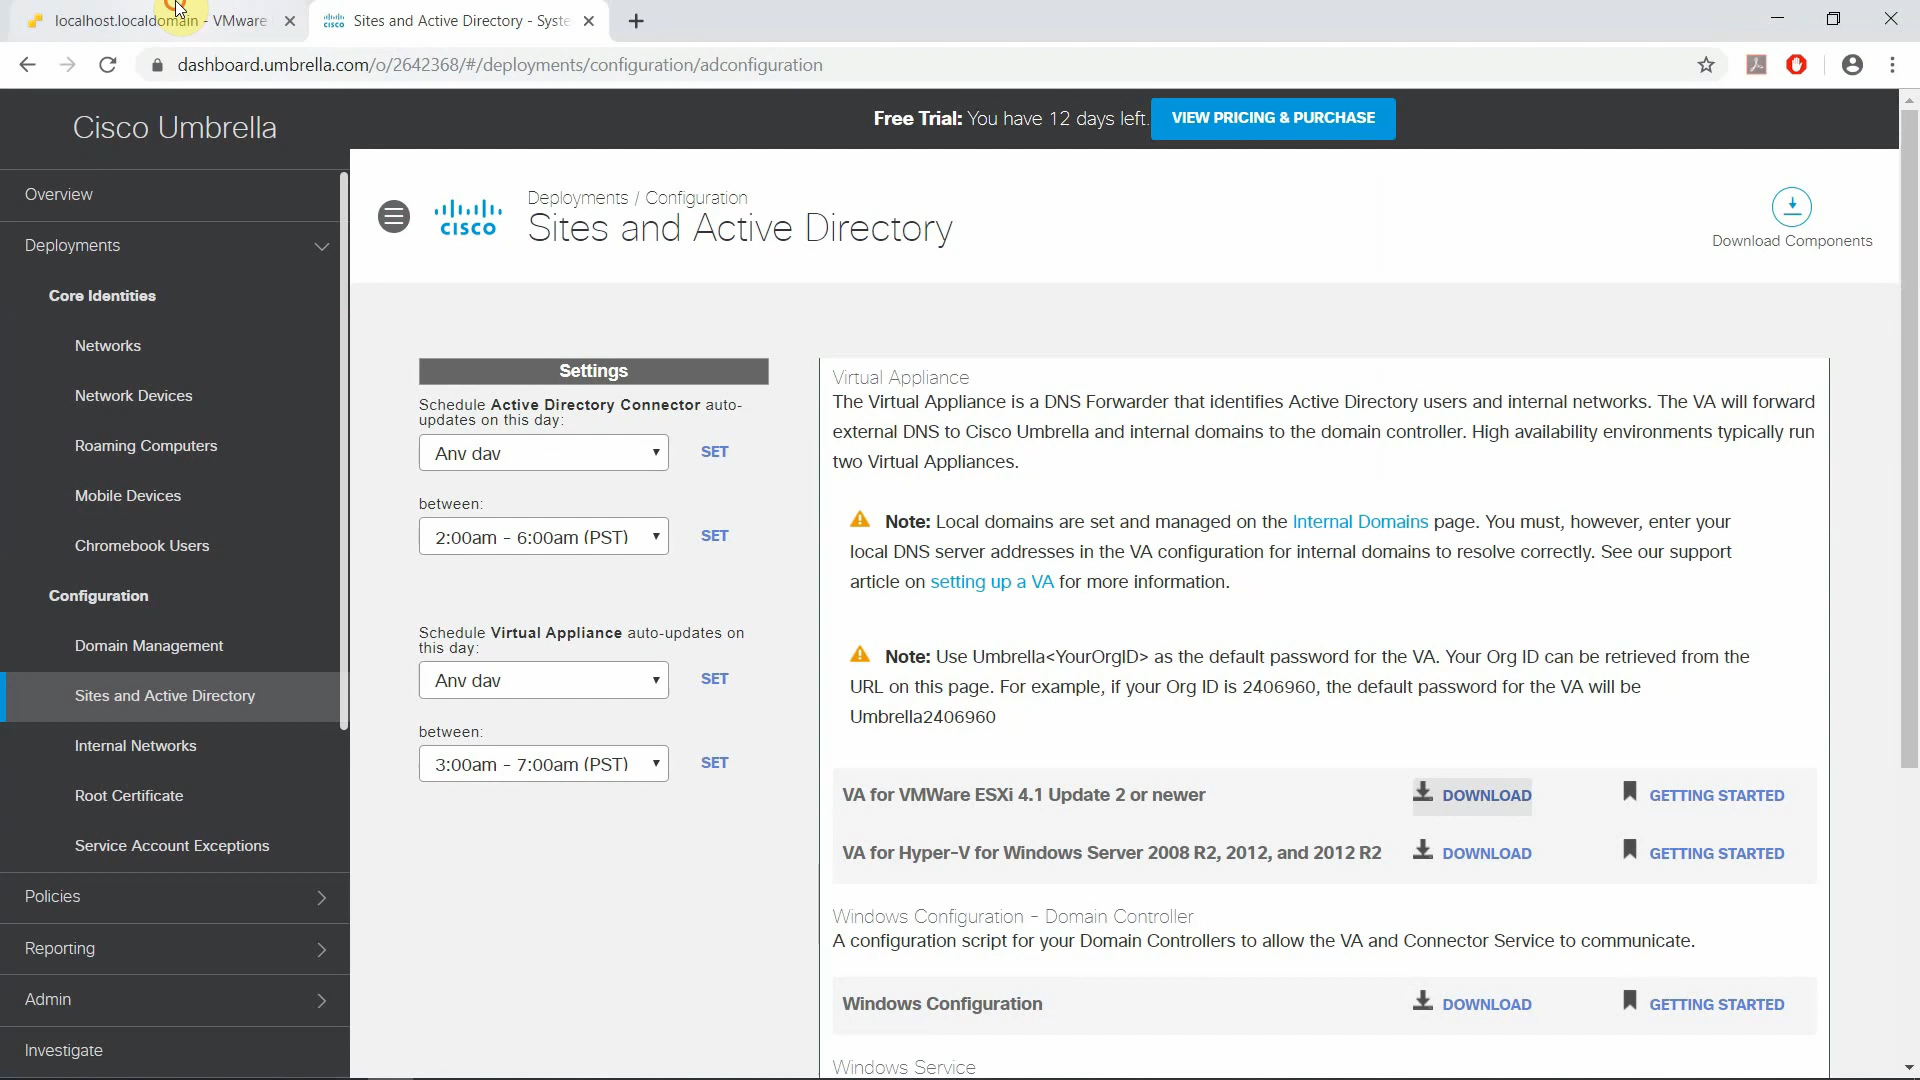 localhost.localdomain - VMware
Sites and Active Directory - Syste
dashboard.umbrella.com/o/2642368/#/deployments/configuration/adconfiguration
Cisco Umbrella
Free Trial: You have 12 days left.
VIEW PRICING & PURCHASE
Overview
Deployments
Core Identities
Networks
Network Devices
Roaming Computers
Mobile Devices
Chromebook Users
Configuration
Domain Management
Sites and Active Directory
Internal Networks
Root Certificate
Service Account Exceptions
Policies
Reporting
Admin
Investigate
CISCO
Deployments / Configuration
Sites and Active Directory
Download Components
Settings
Schedule Active Directory Connector auto-
updates on this day:
Any day
SET
between:
2:00am - 6:00am (PST)
SET
Schedule Virtual Appliance auto-updates on
this day:
Any day
SET
between:
3:00am - 7:00am (PST)
SET
Virtual Appliance
The Virtual Appliance is a DNS Forwarder that identifies Active Directory users and internal networks. The VA will forward
external DNS to Cisco Umbrella and internal domains to the domain controller. High availability environments typically run
two Virtual Appliances.
Note: Local domains are set and managed on the Internal Domains page. You must, however, enter your
local DNS server addresses in the VA configuration for internal domains to resolve correctly. See our support
article on setting up a VA for more information.
Note: Use Umbrella<YourOrgID> as the default password for the VA. Your Org ID can be retrieved from the
URL on this page. For example, if your Org ID is 2406960, the default password for the VA will be
Umbrella2406960
VA for VMWare ESXi 4.1 Update 2 or newer
DOWNLOAD
GETTING STARTED
VA for Hyper-V for Windows Server 2008 R2, 2012, and 2012 R2
DOWNLOAD
GETTING STARTED
Windows Configuration - Domain Controller
A configuration script for your Domain Controllers to allow the VA and Connector Service to communicate.
Windows Configuration
DOWNLOAD
GETTING STARTED
Windows Service